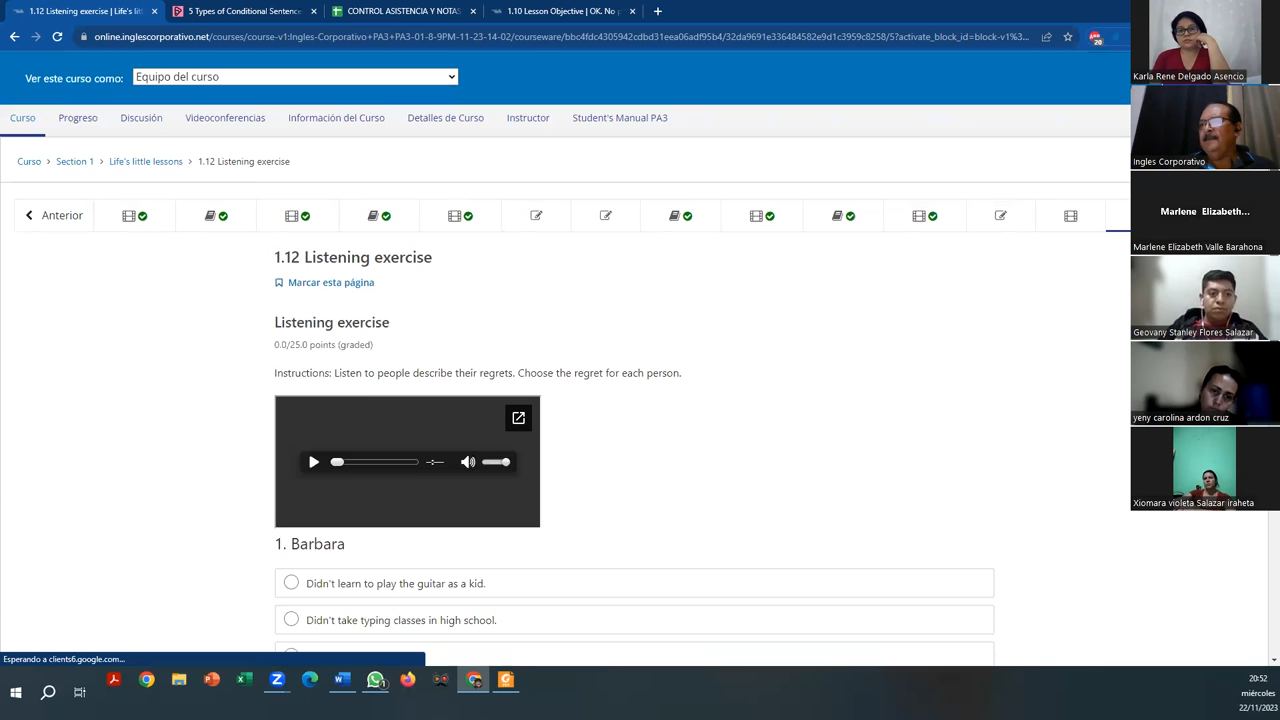 1.12 Listening exercise | Life's litt
5 Types of Conditional Sentence
CONTROL ASISTENCIA Y NOTAS
1.10 Lesson Objective | OK. No p
online.inglescorporativo.net/courses/course-v1:Ingles-Corporativo+PA3+PA3-01-8-9PM-11-23-14-02/courseware/bbc4fdc4305942cdbd31eea06adf95b4/32da9691e336484582e9d1c3959c8258/5?activate_block_id=block-v1%3...
20
Ver este curso como:
Equipo del curso
Curso
Progreso
Discusión
Videoconferencias
Información del Curso
Detalles de Curso
Instructor
Student's Manual PA3
Curso > Section 1 > Life's little lessons > 1.12 Listening exercise
Anterior
1.12 Listening exercise
Marcar esta página
Listening exercise
0.0/25.0 points (graded)
Instructions: Listen to people describe their regrets. Choose the regret for each person.
-:--
1. Barbara
Didn't learn to play the guitar as a kid.
Didn't take typing classes in high school.
Esperando a clients6.google.com...
Karla Rene Delgado Asencio
Ingles Corporativo
Marlene Elizabeth...
Marlene Elizabeth Valle Barahona
Geovany Stanley Flores Salazar
yeny carolina ardon cruz
Xiomara violeta Salazar iraheta
20:52
miércoles
22/11/2023